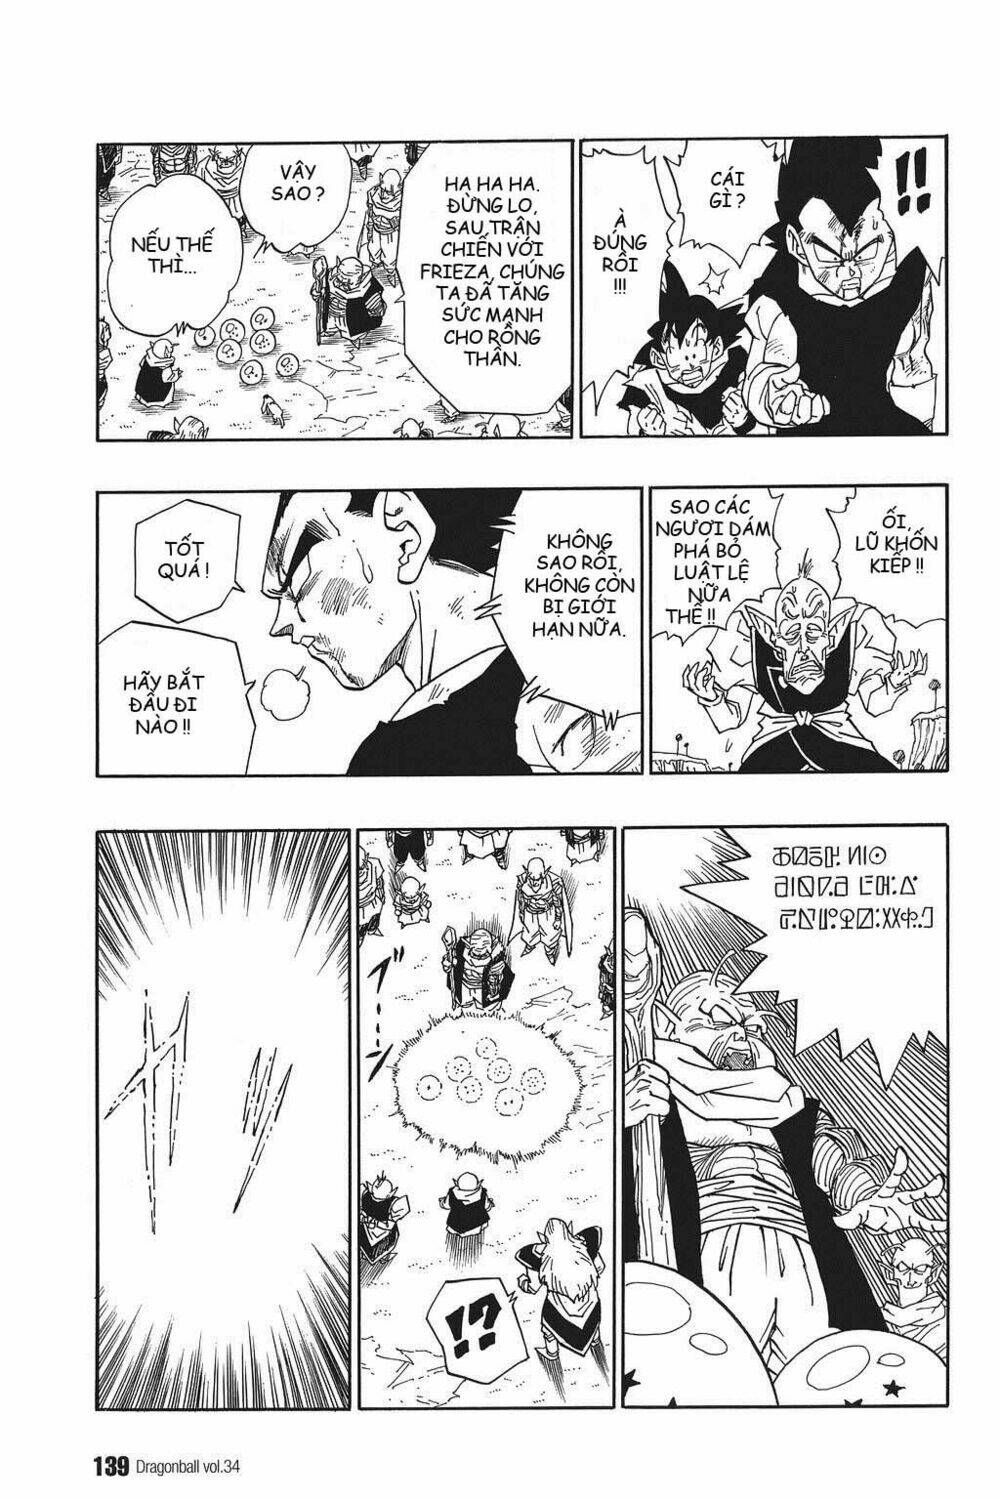 CÁI
GÌ?
À
ĐÚNG
RỒI
!!!
!!
HA HA HA.
ĐỪNG LO,
SAU TRẬN
CHIẾN VỚI
FRIEZA, CHÚNG
TA ĐÃ TĂNG
SỨC MẠNH
CHO RỒNG
THẦN.
VẬY
SAO?
NẾU THẾ
THÌ...
ỐI,
LŨ KHỐN
KIẾP!!
SAO CÁC
NGƯƠI DÁM
PHÁ BỎ
LUẬT LỆ
NỮA
THẾ!!
KHÔNG
SAO RỒI,
KHÔNG CÒN
BỊ GIỚI
HẠN NỮA.
TỐT
QUÁ!
HÃY BẮT
ĐẦU ĐI
NÀO!!
!?
139 Dragonball vol.34